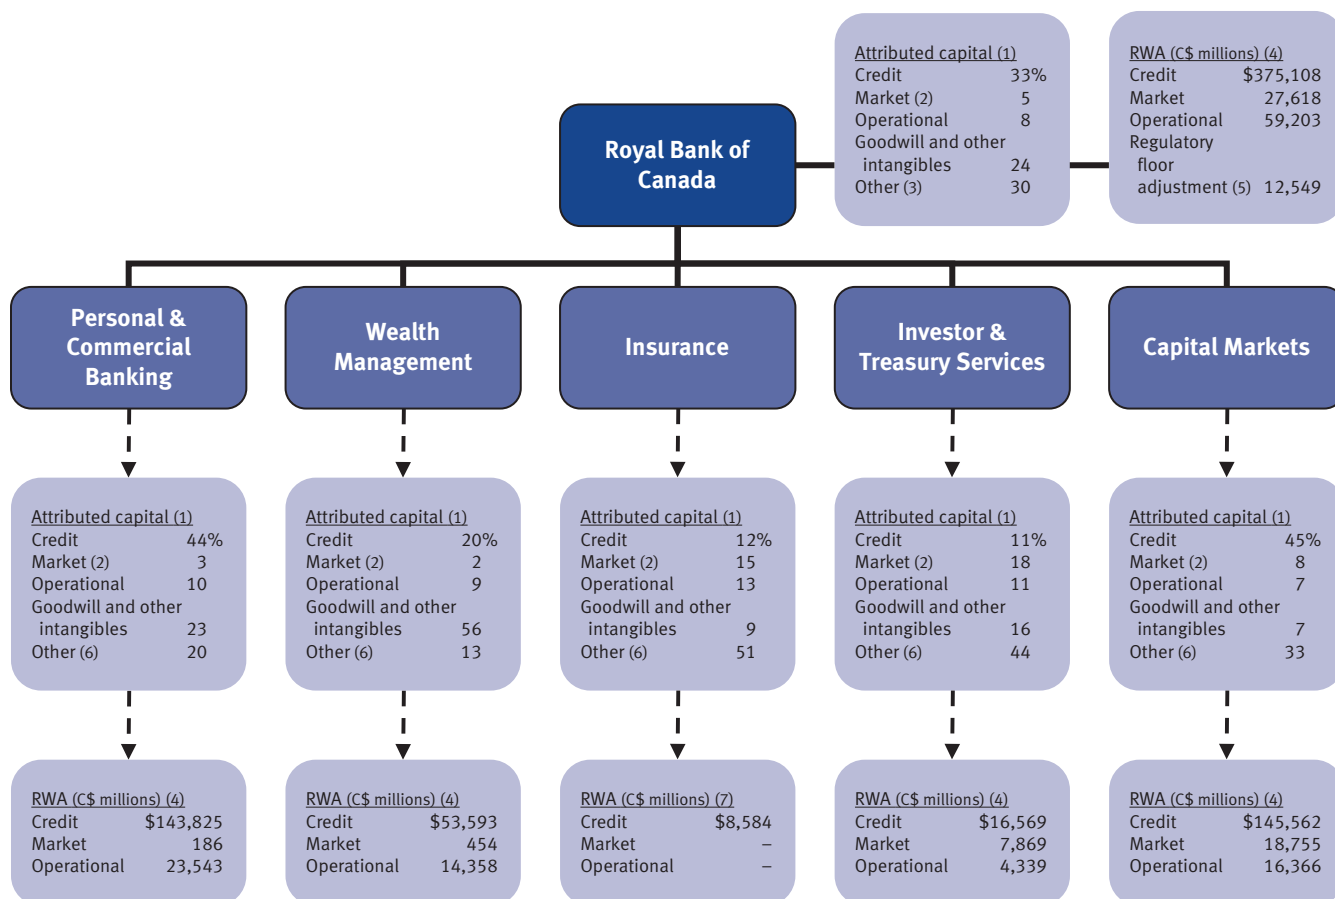 Attributed capital (1)
Credit 33%
Market (2) 5
Operational 8
Goodwill and other
intangibles 24
Other (3) 30
RWA (C$ millions) (4)
Credit $375,108
Market 27,618
Operational 59,203
Regulatory
floor
adjustment (5) 12,549
Royal Bank of
Canada
Personal &
Commercial
Banking
Wealth
Management
Insurance
Investor &
Treasury Services
Capital Markets
Attributed capital (1)
Credit 44%
Market (2) 3
Operational 10
Goodwill and other
intangibles 23
Other (6) 20
Attributed capital (1)
Credit 20%
Market (2) 2
Operational 9
Goodwill and other
intangibles 56
Other (6) 13
Attributed capital (1)
Credit 12%
Market (2) 15
Operational 13
Goodwill and other
intangibles 9
Other (6) 51
Attributed capital (1)
Credit 11%
Market (2) 18
Operational 11
Goodwill and other
intangibles 16
Other (6) 44
Attributed capital (1)
Credit 45%
Market (2) 8
Operational 7
Goodwill and other
intangibles 7
Other (6) 33
RWA (C$ millions) (4)
Credit $143,825
Market 186
Operational 23,543
RWA (C$ millions) (4)
Credit $53,593
Market 454
Operational 14,358
RWA (C$ millions) (7)
Credit $8,584
Market –
Operational –
RWA (C$ millions) (4)
Credit $16,569
Market 7,869
Operational 4,339
RWA (C$ millions) (4)
Credit $145,562
Market 18,755
Operational 16,366